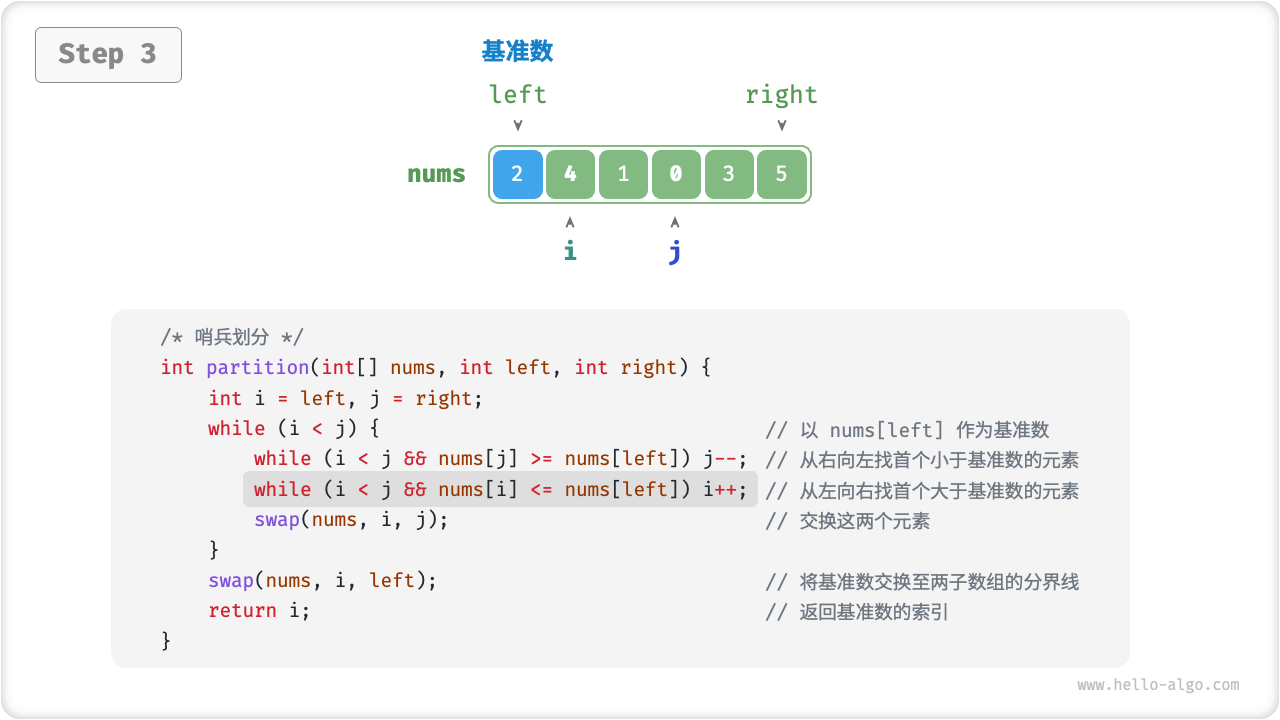 Step 3
基准数
left right
nums 2 4 1 0 3 5
i j
/* 哨兵划分 */
int partition(int[] nums, int left, int right) {
int i = left, j = right;
while (i < j) { // 以 nums[left] 作为基准数
while (i < j && nums[j] >= nums[left]) j--; // 从右向左找首个小于基准数的元素
while (i < j && nums[i] <= nums[left]) i++; // 从左向右找首个大于基准数的元素
swap(nums, i, j); // 交换这两个元素
}
swap(nums, i, left); // 将基准数交换至两子数组的分界线
return i; // 返回基准数的索引
}
www.hello-algo.com